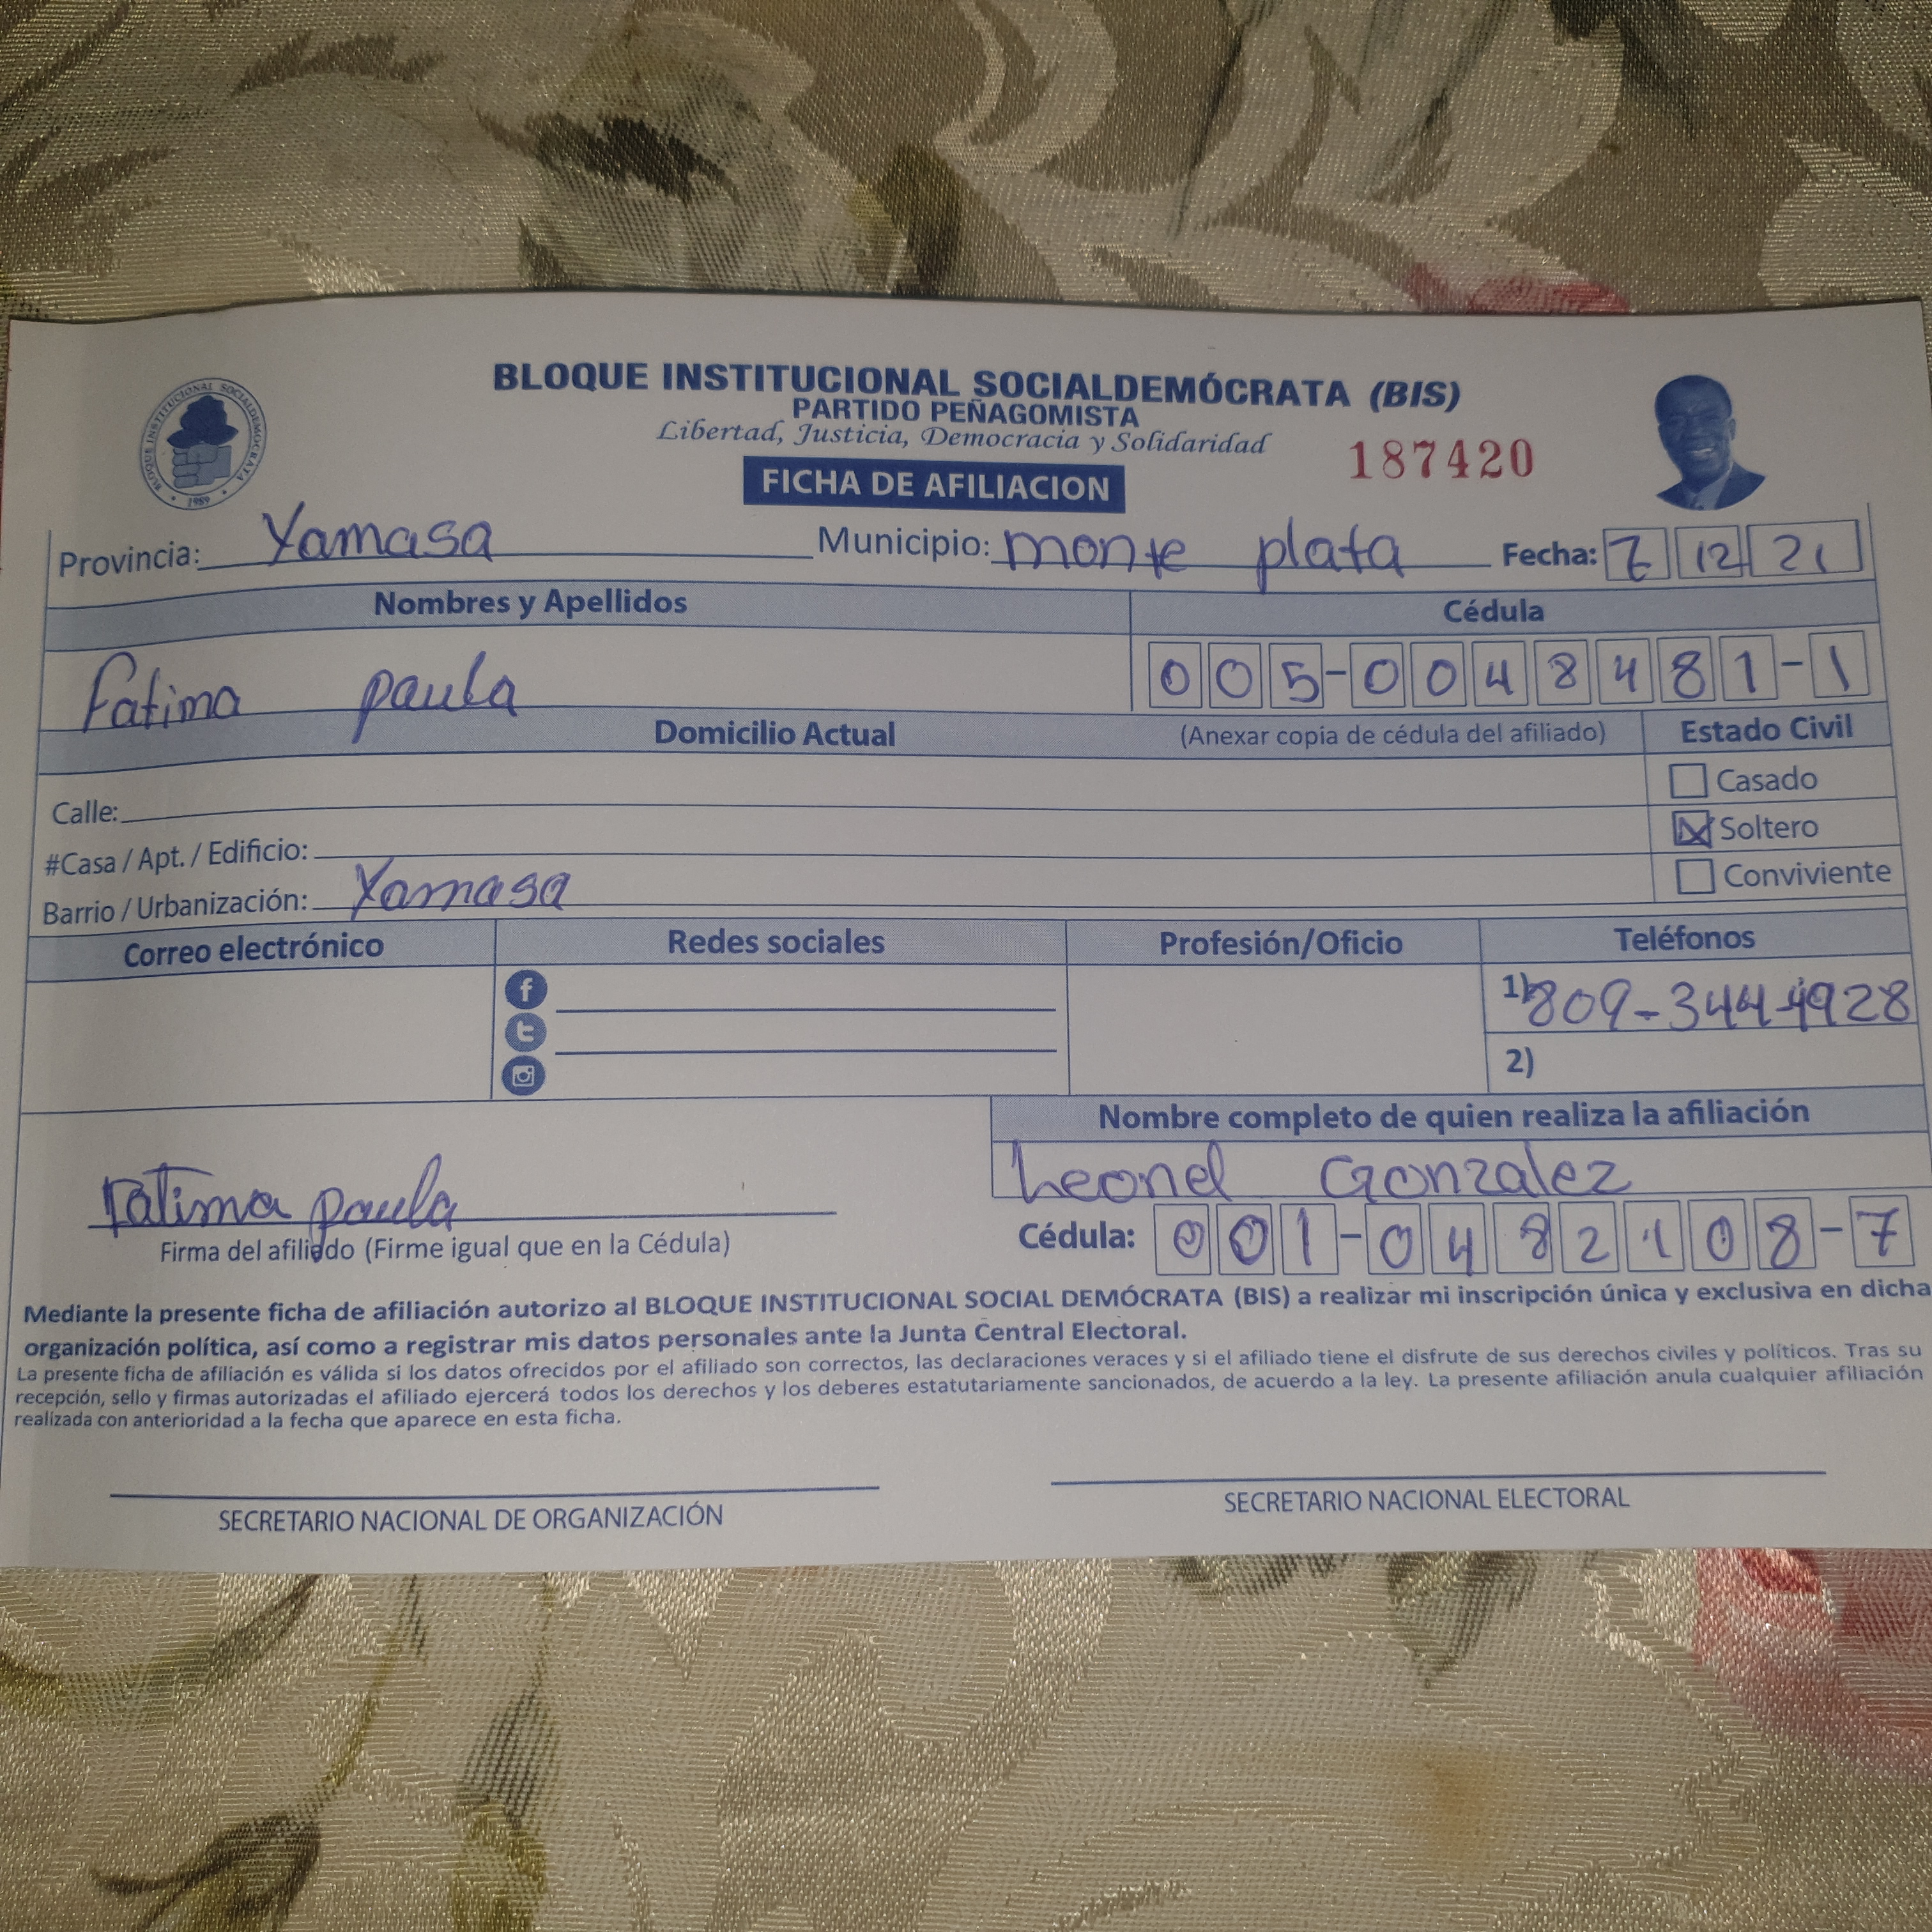 BLOQUE INSTITUCIONAL SOCIALDEMÓCRATA (BIS)
PARTIDO PEÑAGOMISTA
Libertad, Justicia, Democracia y Solidaridad
BLOQUE INSTITUCIONAL SOCIALDEMOCRATA
1989
187420
FICHA DE AFILIACION
Provincia: Yamasa Municipio: monte plata Fecha: 7 12 21
Nombres y Apellidos Cédula
Fatima paula 005-0048481-1
Domicilio Actual (Anexar copia de cédula del afiliado) Estado Civil
Casado
Calle:
Soltero
#Casa / Apt. / Edificio:
Conviviente
Barrio / Urbanización: Yamasa
Correo electrónico Redes sociales Profesión/Oficio Teléfonos
1) 809-344-4928
2)
Nombre completo de quien realiza la afiliación
Leonel Gonzalez
Fatima paula
Cédula: 001-0482108-7
Firma del afiliado (Firme igual que en la Cédula)
Mediante la presente ficha de afiliación autorizo al BLOQUE INSTITUCIONAL SOCIAL DEMÓCRATA (BIS) a realizar mi inscripción única y exclusiva en dicha
organización política, así como a registrar mis datos personales ante la Junta Central Electoral.
La presente ficha de afiliación es válida si los datos ofrecidos por el afiliado son correctos, las declaraciones veraces y si el afiliado tiene el disfrute de sus derechos civiles y políticos. Tras su
recepción, sello y firmas autorizadas el afiliado ejercerá todos los derechos y los deberes estatutariamente sancionados, de acuerdo a la ley. La presente afiliación anula cualquier afiliación
realizada con anterioridad a la fecha que aparece en esta ficha.
SECRETARIO NACIONAL DE ORGANIZACIÓN SECRETARIO NACIONAL ELECTORAL